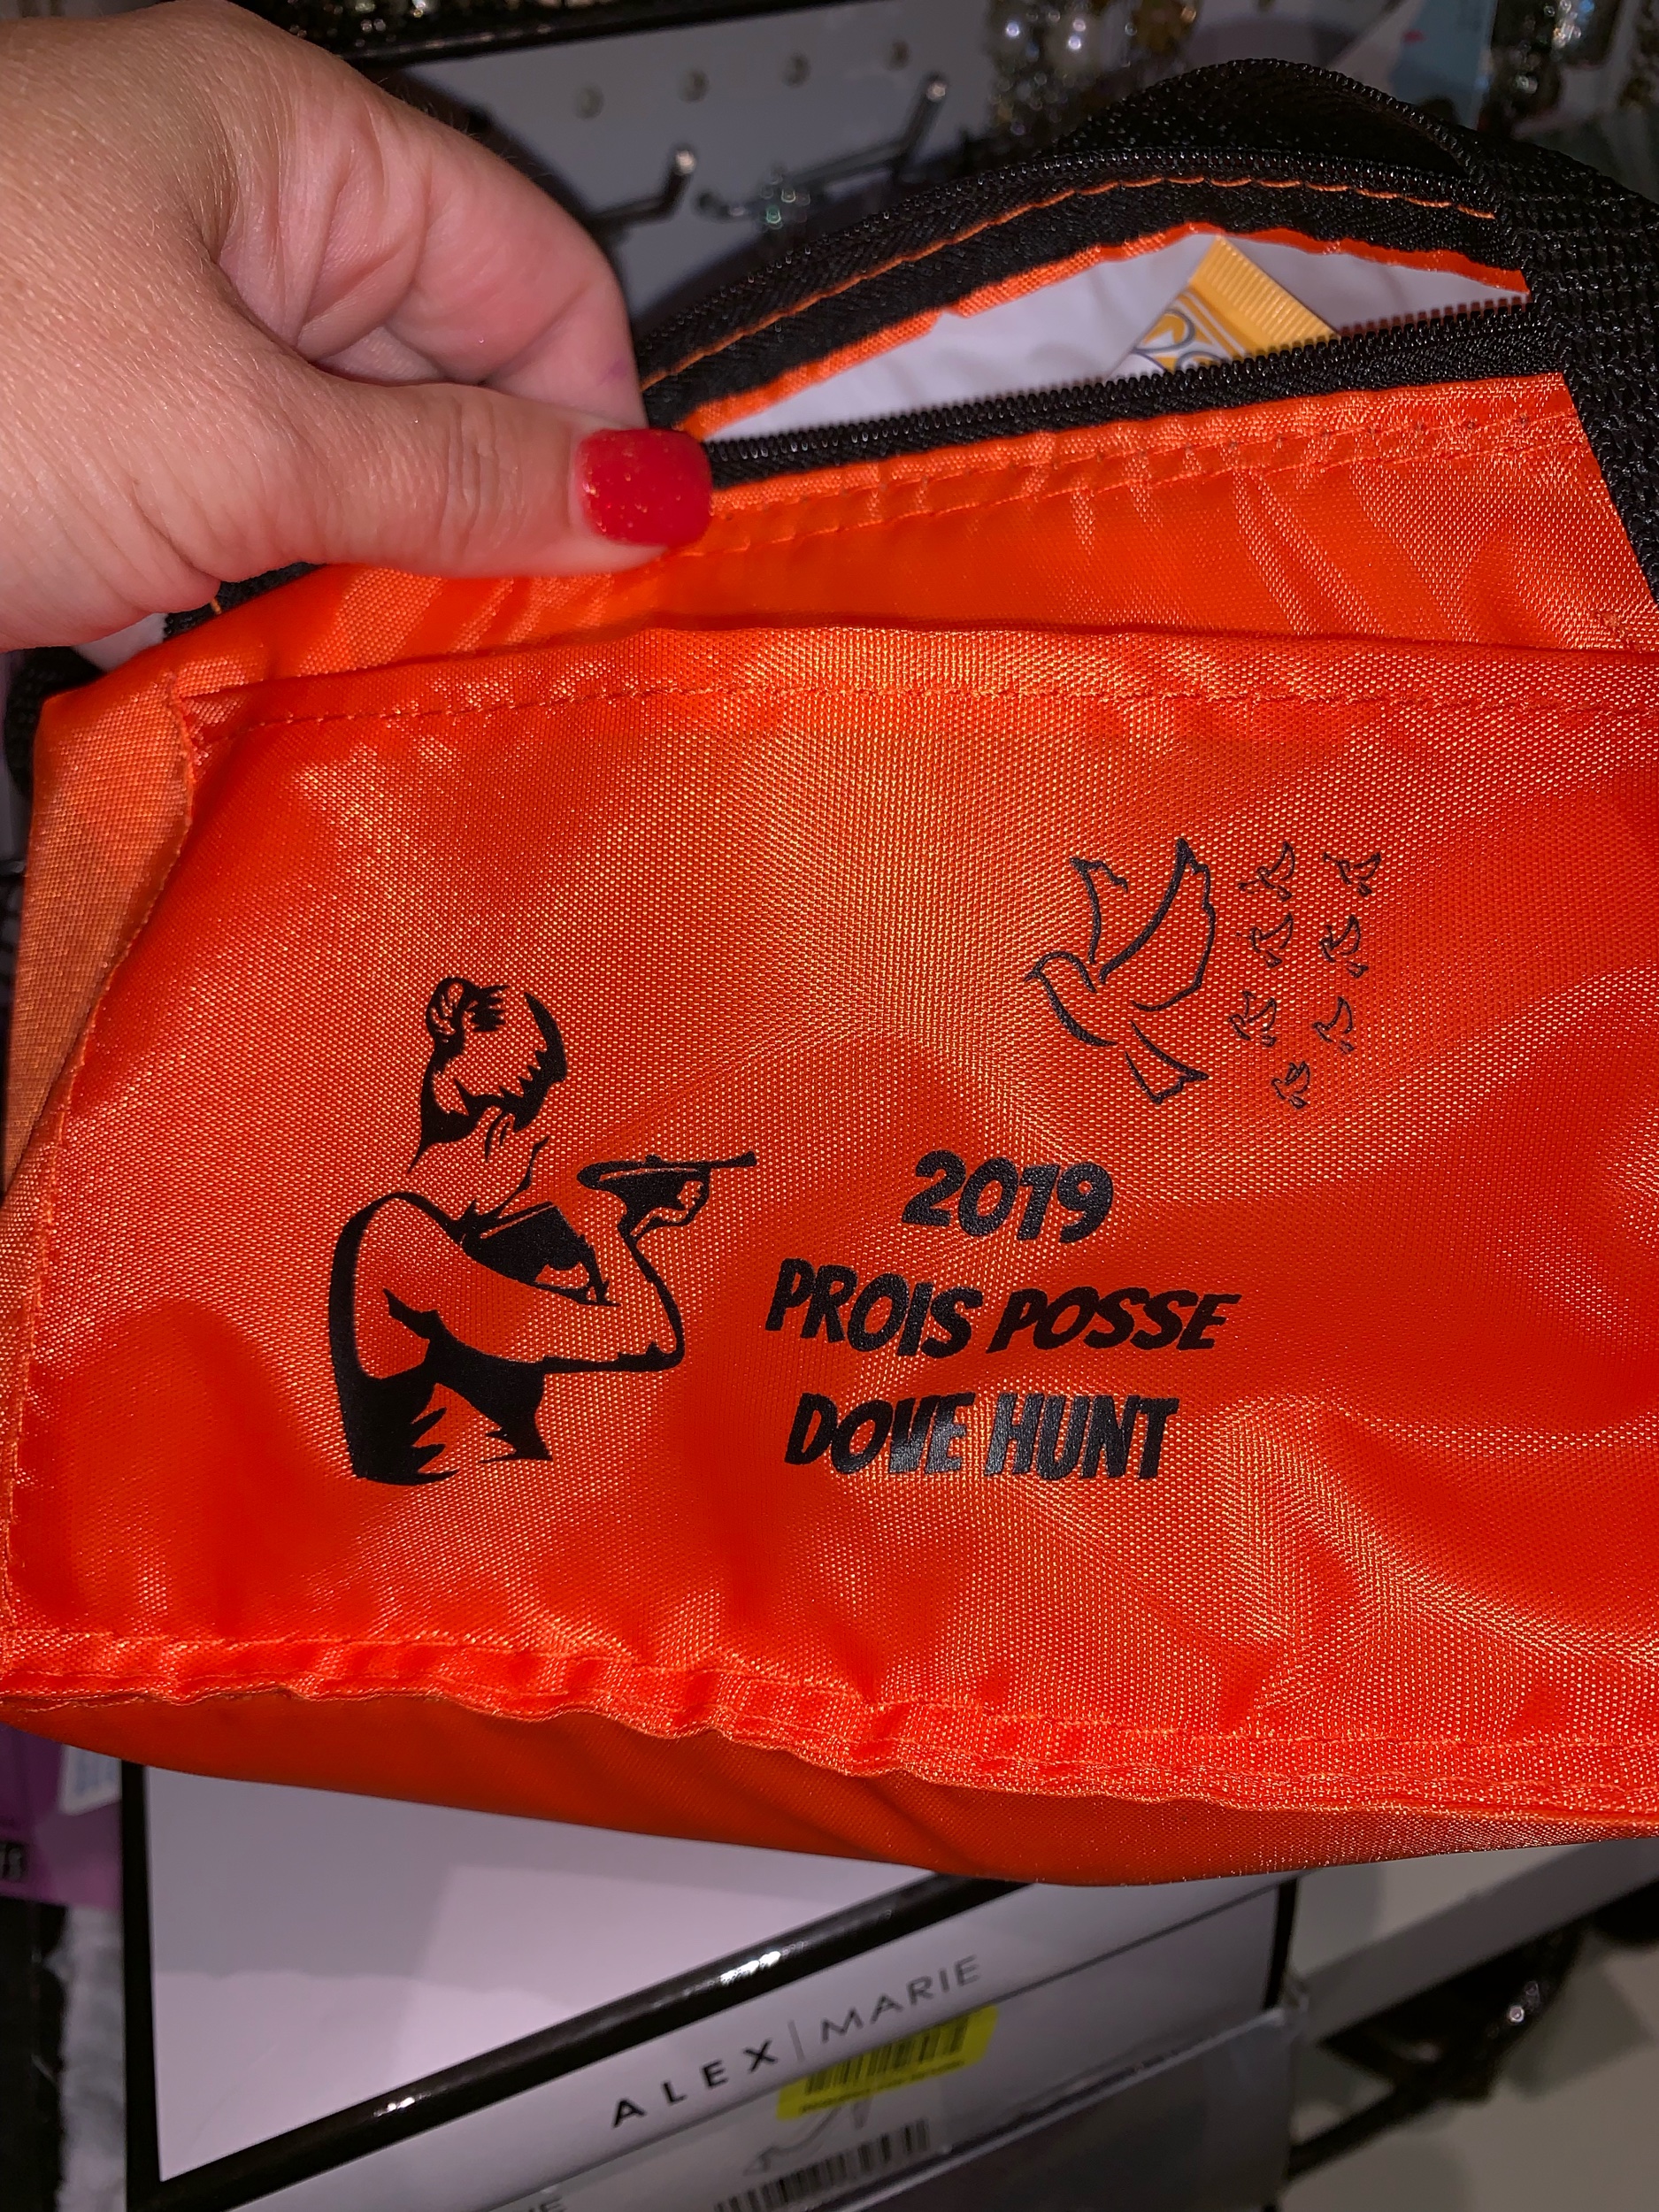 2019
PROIS POSSE
DOVE HUNT
ALEX | MARIE